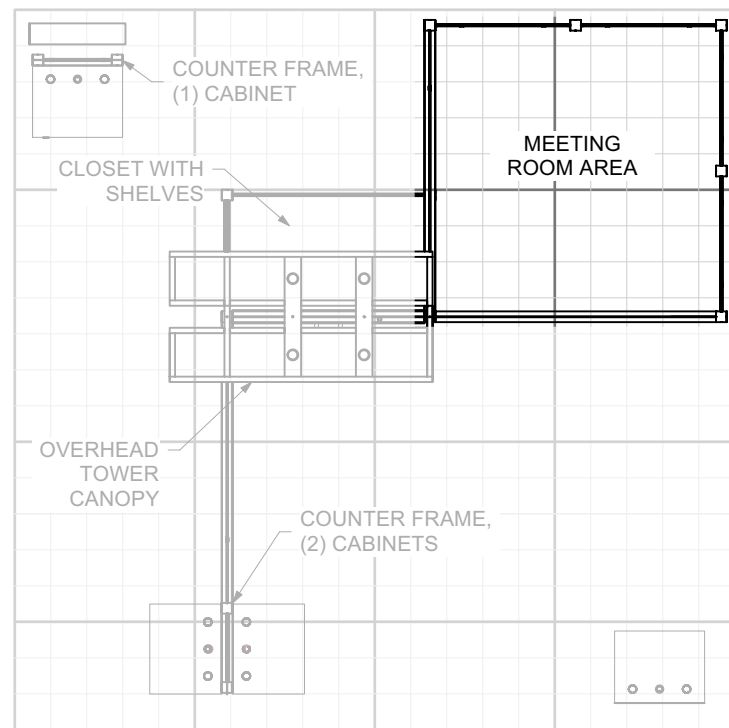 COUNTER FRAME,
(1) CABINET
MEETING
ROOM AREA
CLOSET WITH
SHELVES
OVERHEAD
TOWER
CANOPY
COUNTER FRAME,
(2) CABINETS